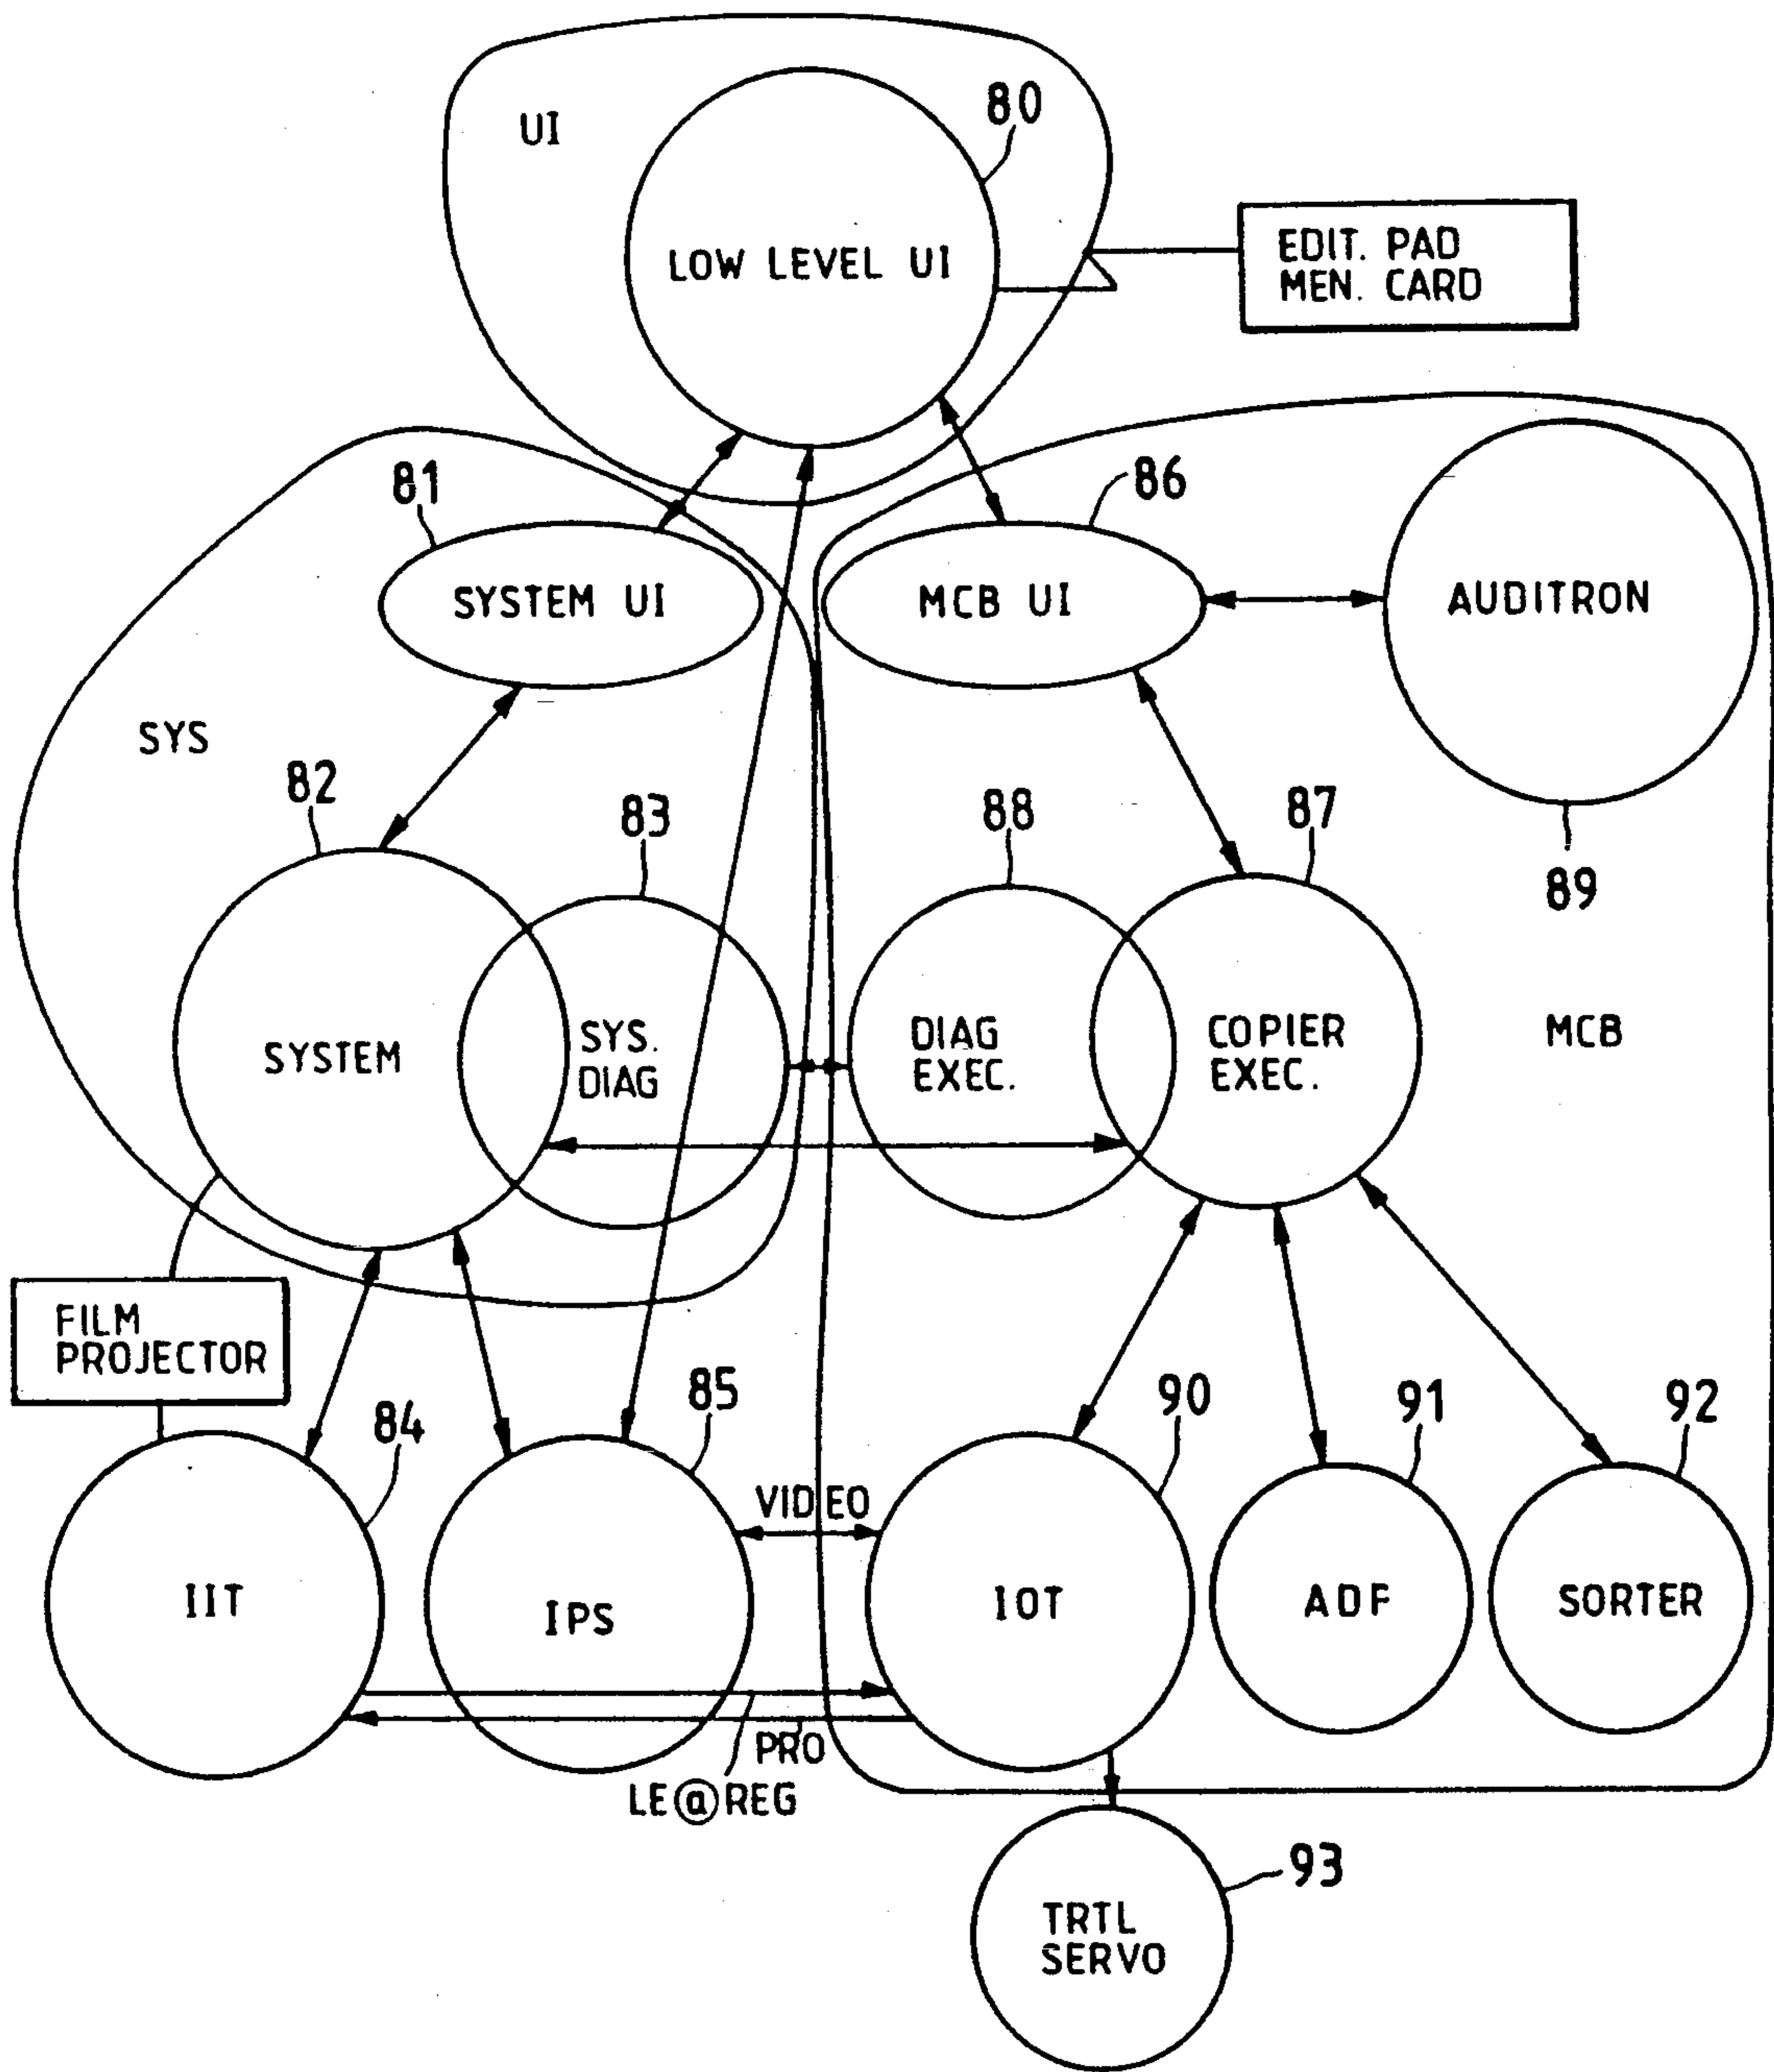 UI
80
LOW LEVEL UI
EDIT. PAD
MEN. CARD
81
SYSTEM UI
86
MCB UI
AUDITRON
89
SYS
82
83
88
87
SYSTEM
SYS.
DIAG
DIAG
EXEC.
COPIER
EXEC.
MCB
FILM
PROJECTOR
84
85
90
91
92
VIDEO
IIT
IPS
IOT
ADF
SORTER
PRO
LE@REG
93
TRTL
SERVO